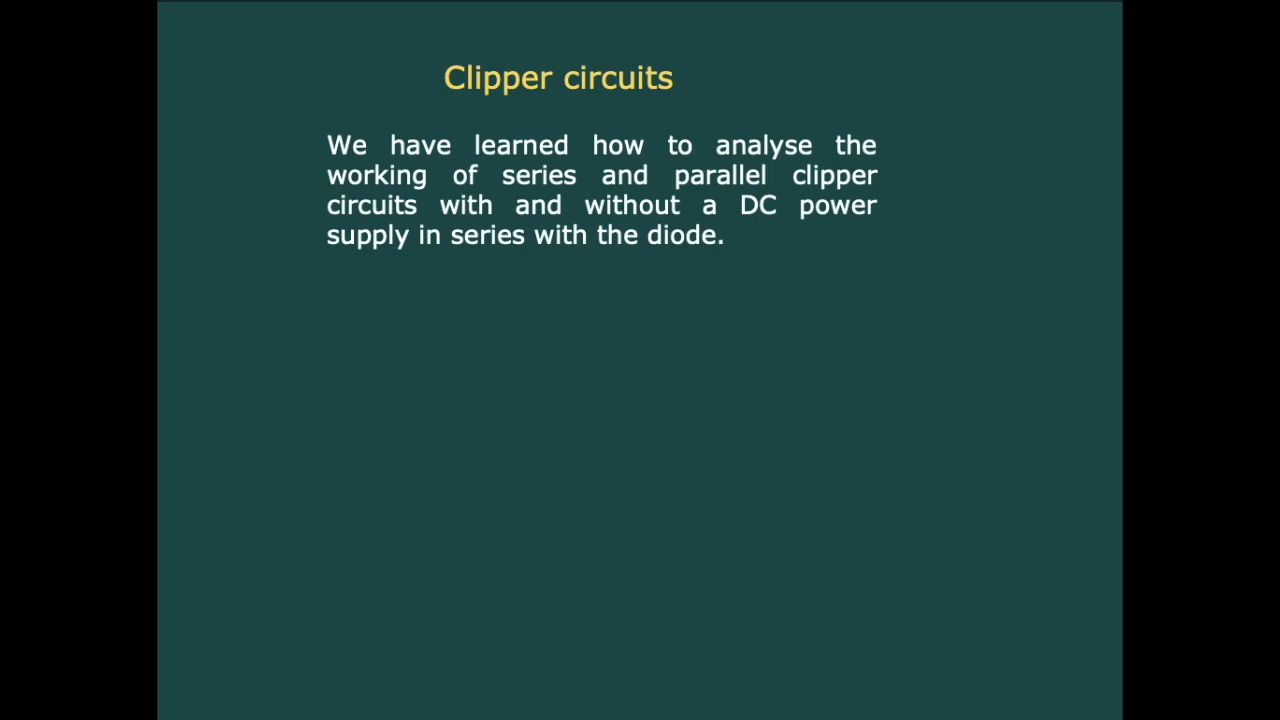 Clipper circuits
We have learned how to analyse the
working of series and parallel clipper
circuits with and without a DC power
supply in series with the diode.